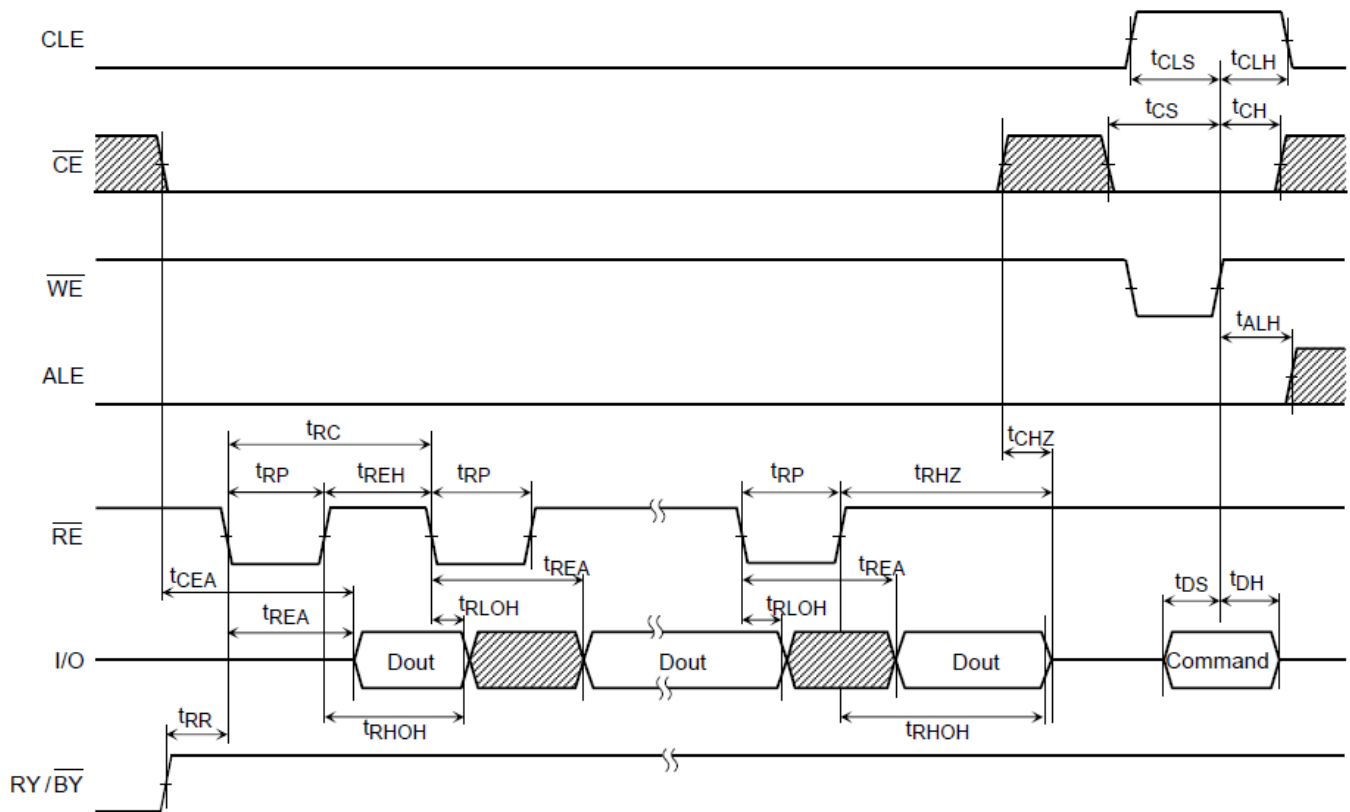 CLE
tCLS tCLH
tCS tCH
CE
WE
tALH
ALE
tRC
tCHZ
tRP tREH tRP tRP tRHZ
RE
tCEA tREA tREA
tREA tRLOH tRLOH tDS tDH
I/O Dout Dout Dout Command
tRR tRHOH tRHOH
RY/BY